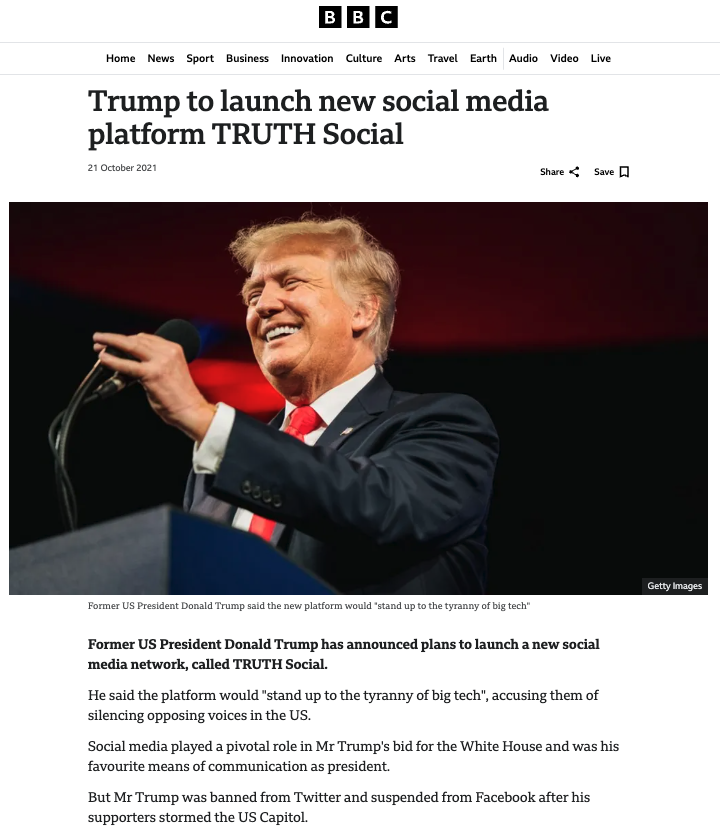 BBC
Home News Sport Business Innovation Culture Arts Travel Earth Audio Video Live
Trump to launch new social media
platform TRUTH Social
21 October 2021
Share Save
Getty Images
Former US President Donald Trump said the new platform would "stand up to the tyranny of big tech"
Former US President Donald Trump has announced plans to launch a new social
media network, called TRUTH Social.
He said the platform would "stand up to the tyranny of big tech", accusing them of
silencing opposing voices in the US.
Social media played a pivotal role in Mr Trump's bid for the White House and was his
favourite means of communication as president.
But Mr Trump was banned from Twitter and suspended from Facebook after his
supporters stormed the US Capitol.